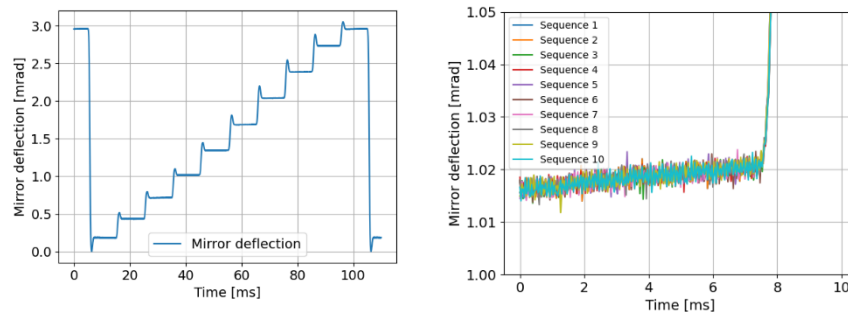 3.0
2.5
2.0
1.5
1.0
0.5
0.0
Mirror deflection [mrad]
Mirror deflection
0 20 40 60 80 100
Time [ms]
1.05
1.04
1.03
1.02
1.01
1.00
Mirror deflection [mrad]
Sequence 1
Sequence 2
Sequence 3
Sequence 4
Sequence 5
Sequence 6
Sequence 7
Sequence 8
Sequence 9
Sequence 10
0 2 4 6 8 10
Time [ms]